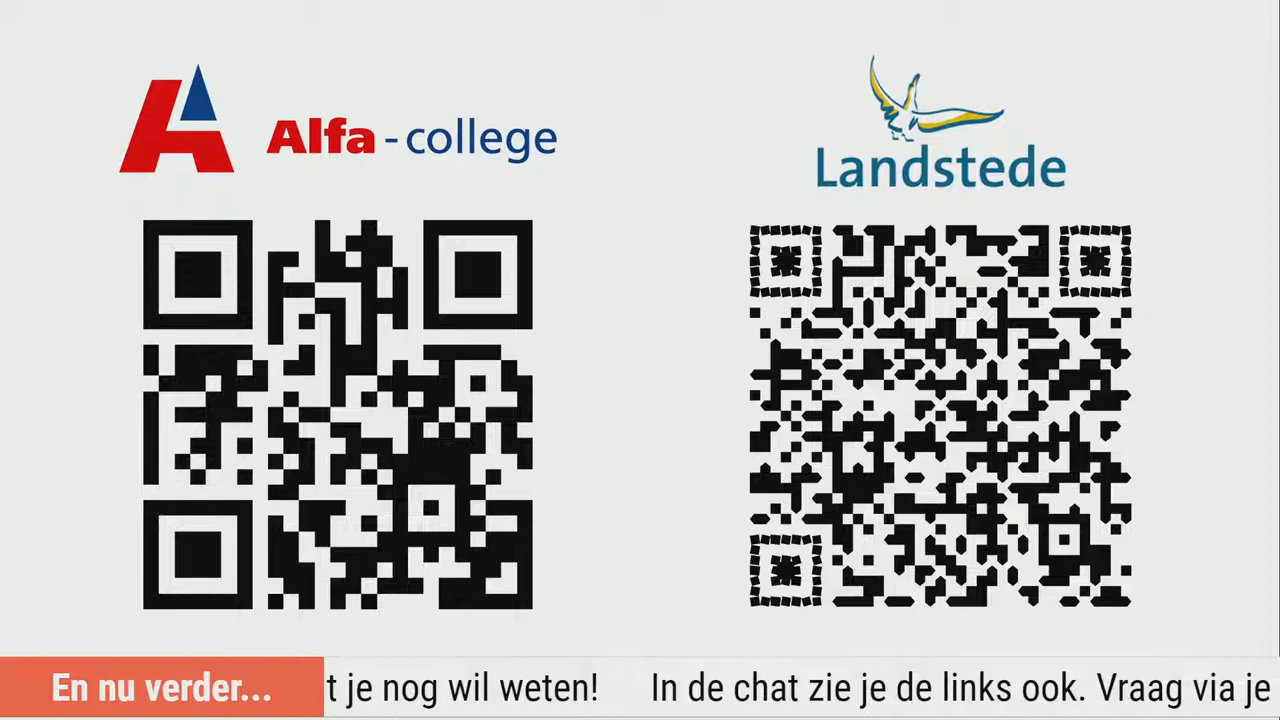 Alfa-college
Landstede
En nu verder...
t je nog wil weten! In de chat zie je de links ook. Vraag via je